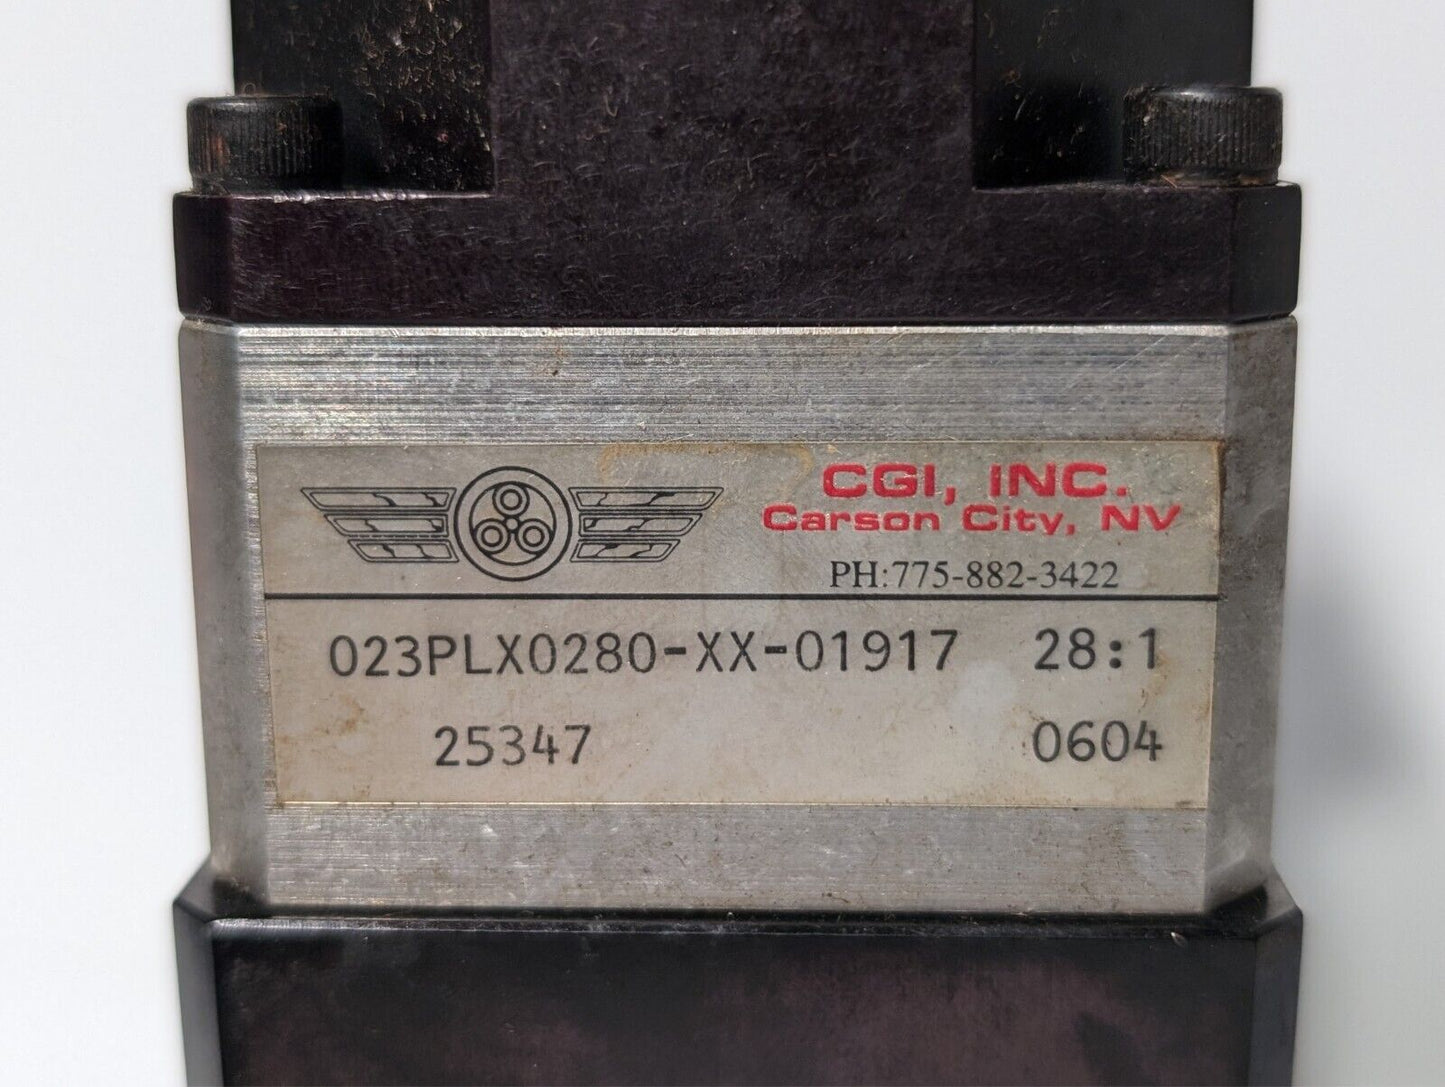 CGI, INC.
Carson City, NV
PH:775-882-3422
023PLX0280-XX-01917 28:1
25347 0604